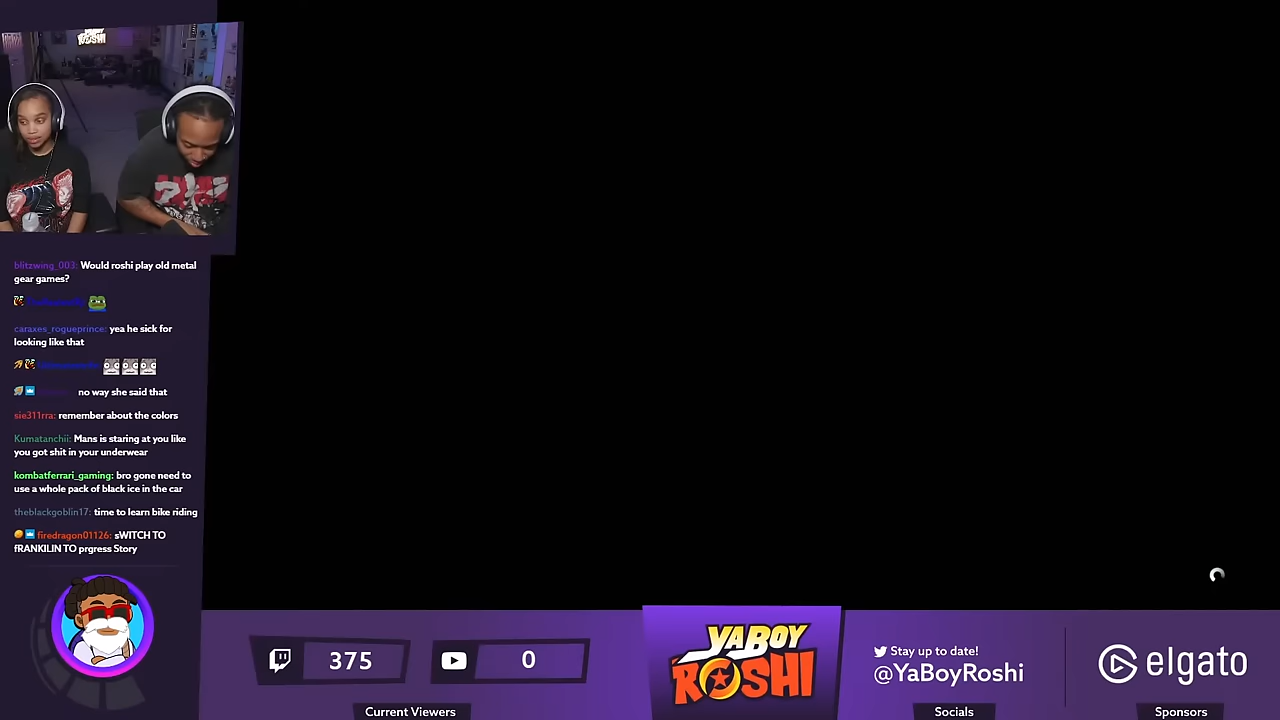 YABOY
ROSHI
blitzwing_003: Would roshi play old metal
gear games?
caraxes_rogueprince: yea he sick for
looking like that
no way she said that
sie311rra: remember about the colors
Kumatanchii: Mans is staring at you like
you got shit in your underwear
kombatferrari_gaming: bro gone need to
use a whole pack of black ice in the car
theblackgoblin17: time to learn bike riding
firedragon01126: sWITCH TO
fRANKILIN TO prgress Story
375
0
Current Viewers
YABOY
ROSHI
Stay up to date!
@YaBoyRoshi
Socials
elgato
Sponsors